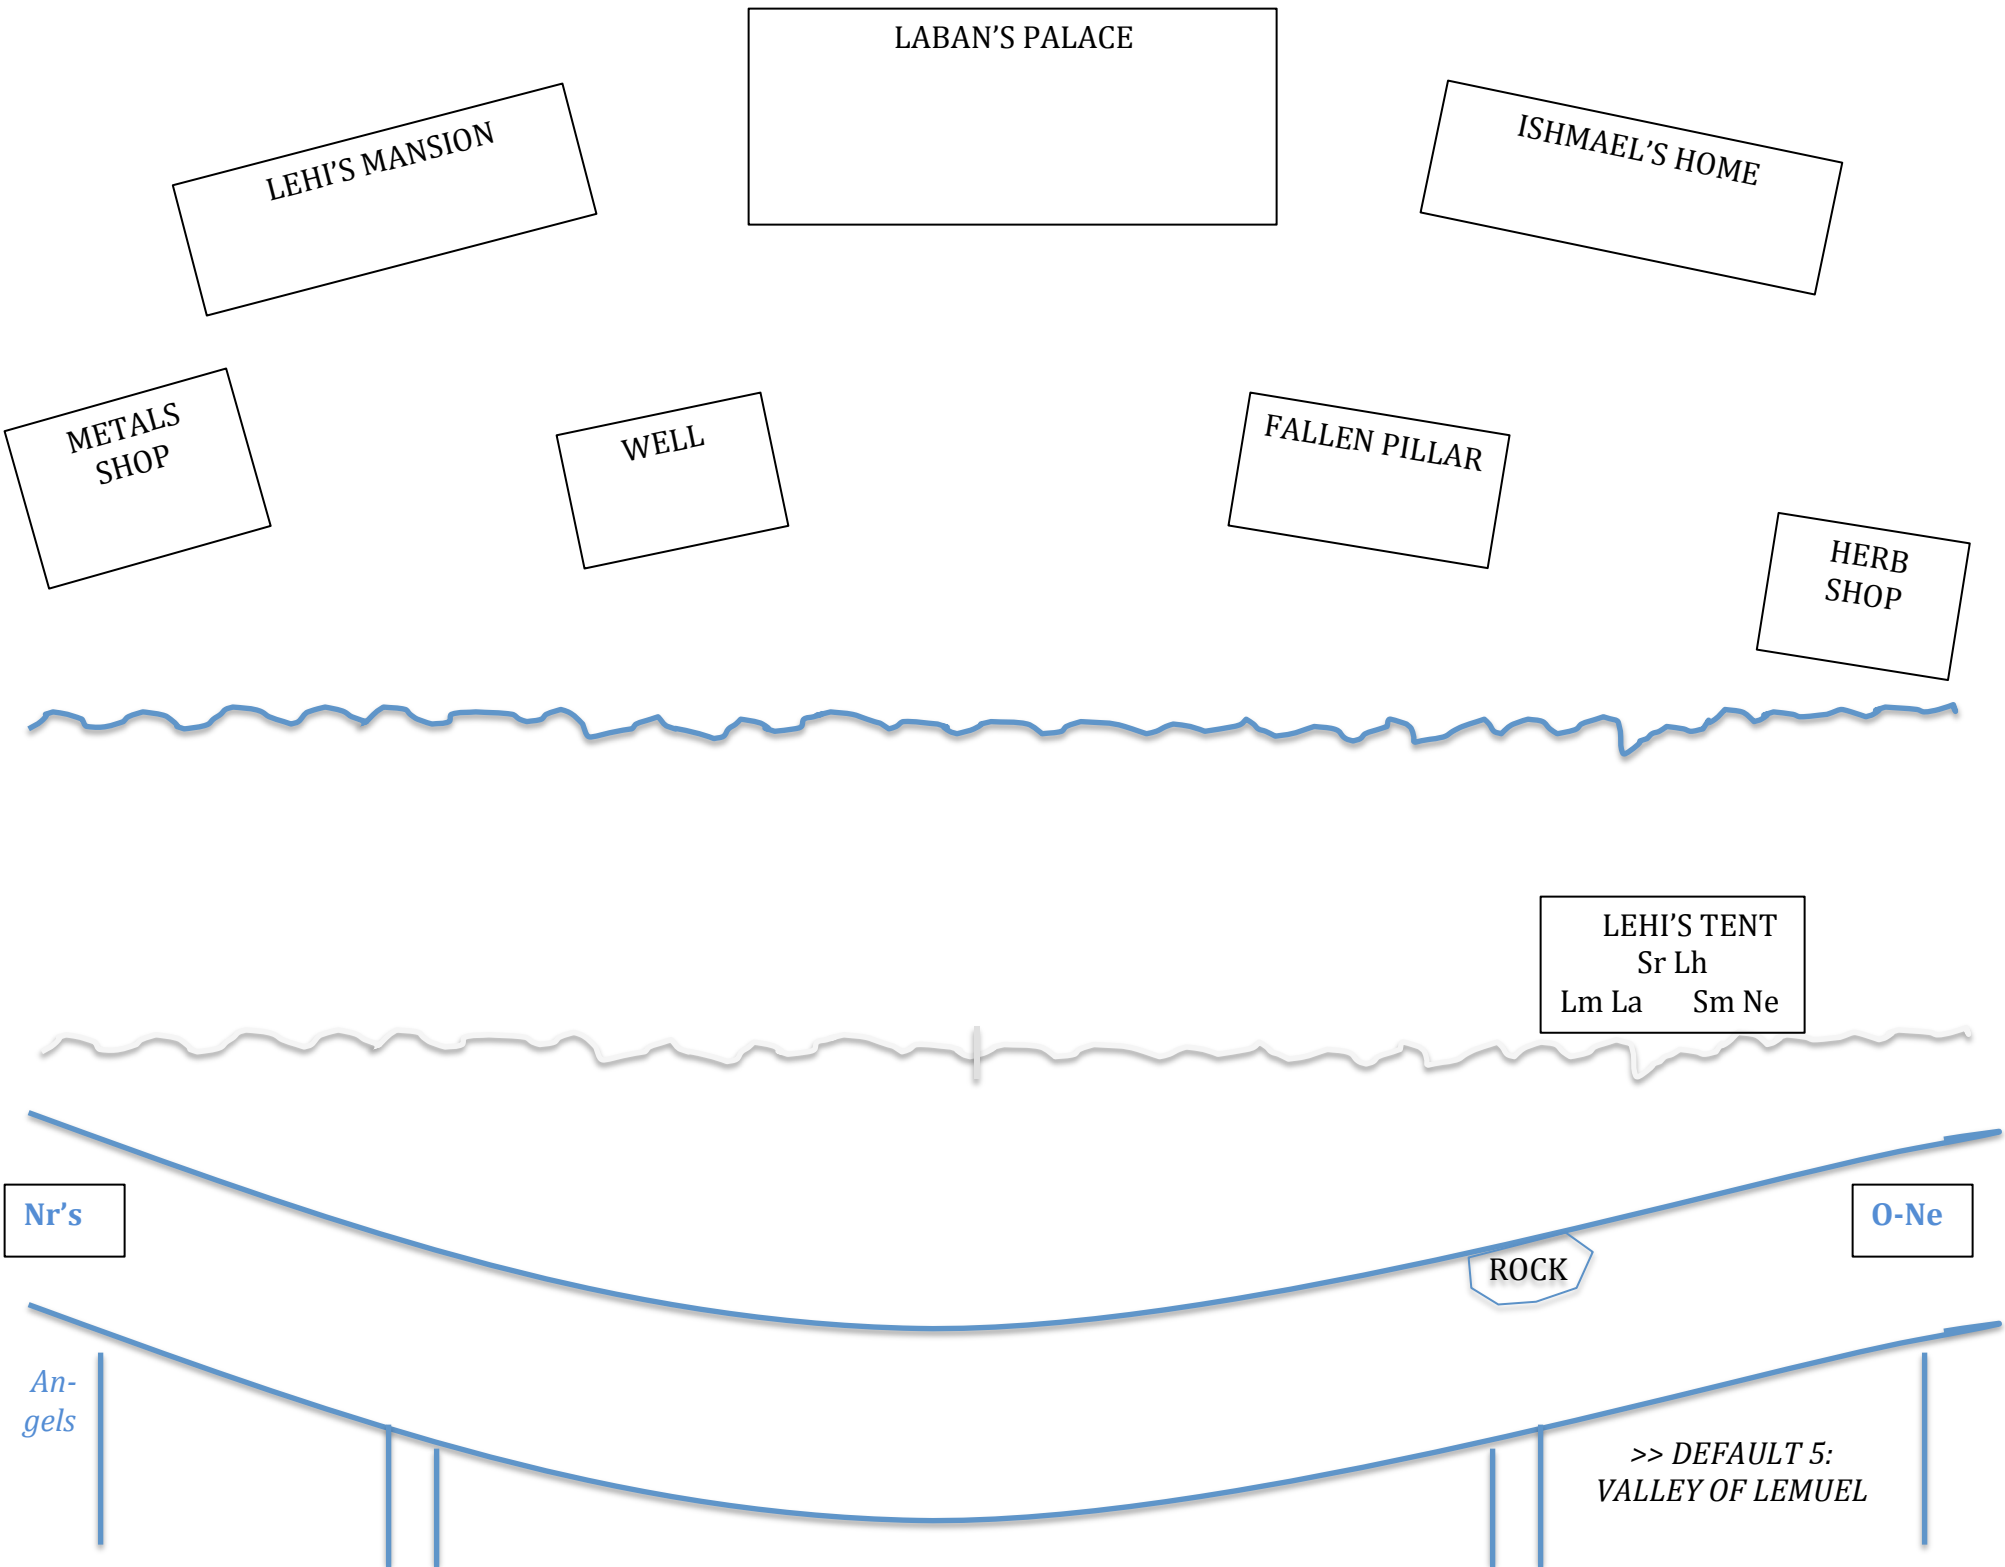 LABAN’S PALACE
LEHI’S MANSION
ISHMAEL’S HOME
METALS
SHOP
WELL
FALLEN PILLAR
HERB
SHOP
LEHI’S TENT
Sr Lh
Lm La Sm Ne
Nr’s
O-Ne
ROCK
An-
gels
>> DEFAULT 5:
VALLEY OF LEMUEL